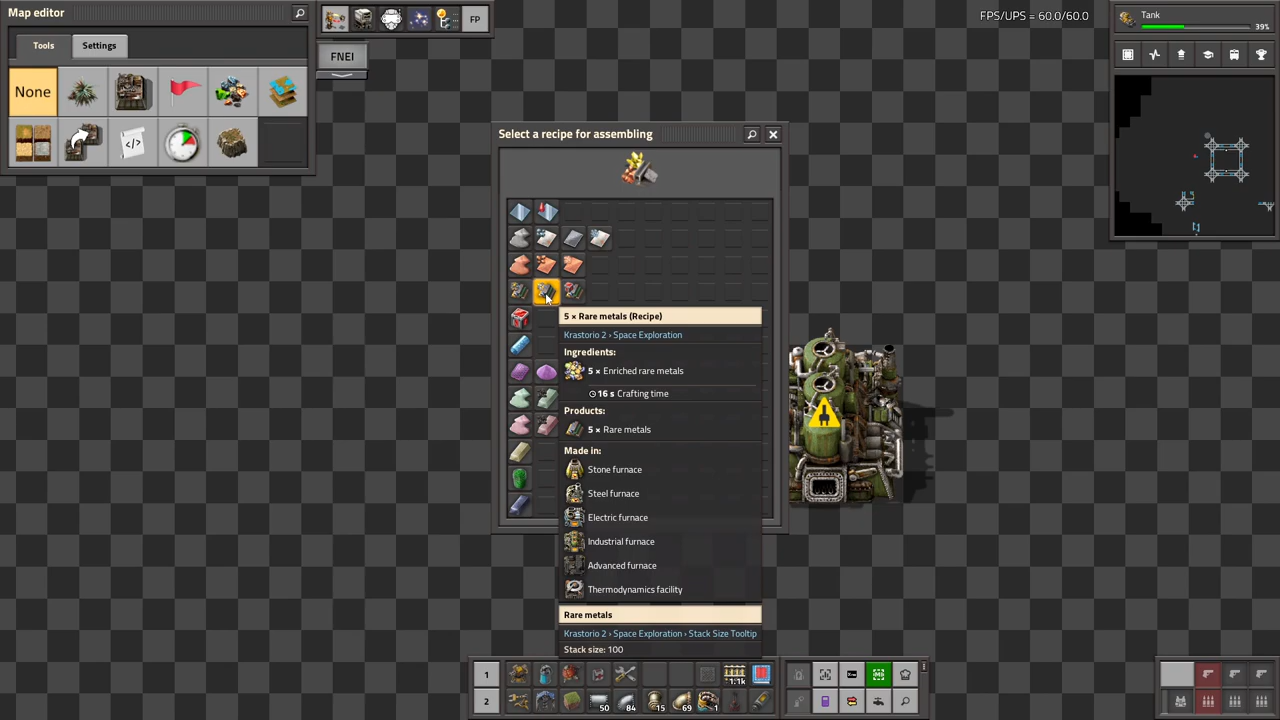 Map editor
Tools
Settings
None
FP
FNEI
FPS/UPS = 60.0/60.0
Tank
39%
Select a recipe for assembling
5 × Rare metals (Recipe)
Krastorio 2 › Space Exploration
Ingredients:
5 × Enriched rare metals
16 s Crafting time
Products:
5 × Rare metals
Made in:
Stone furnace
Steel furnace
Electric furnace
Industrial furnace
Advanced furnace
Thermodynamics facility
Rare metals
Krastorio 2 › Space Exploration › Stack Size Tooltip
Stack size: 100
1
1.1k
2
50
84
15
69
1